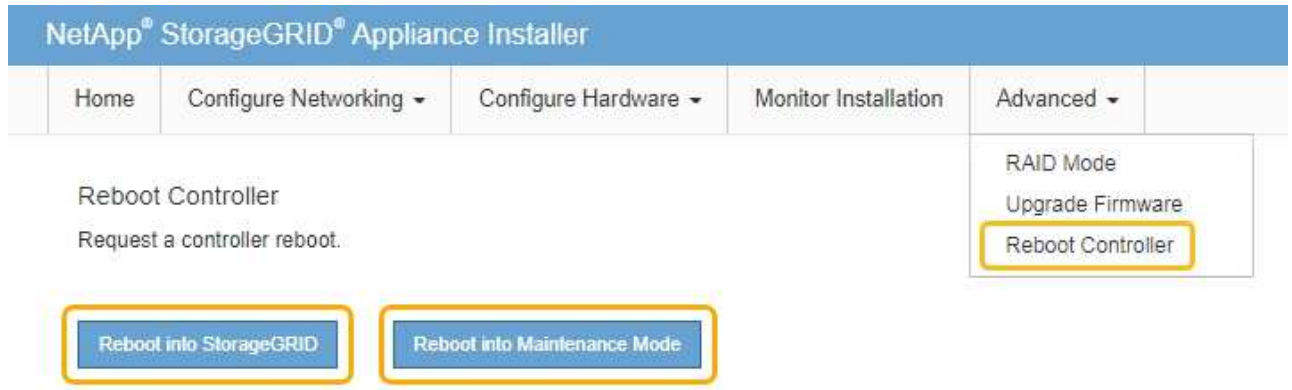 NetApp® StorageGRID® Appliance Installer
Home Configure Networking Configure Hardware Monitor Installation Advanced
RAID Mode
Upgrade Firmware
Reboot Controller
Reboot Controller
Request a controller reboot.
Reboot into StorageGRID Reboot into Maintenance Mode